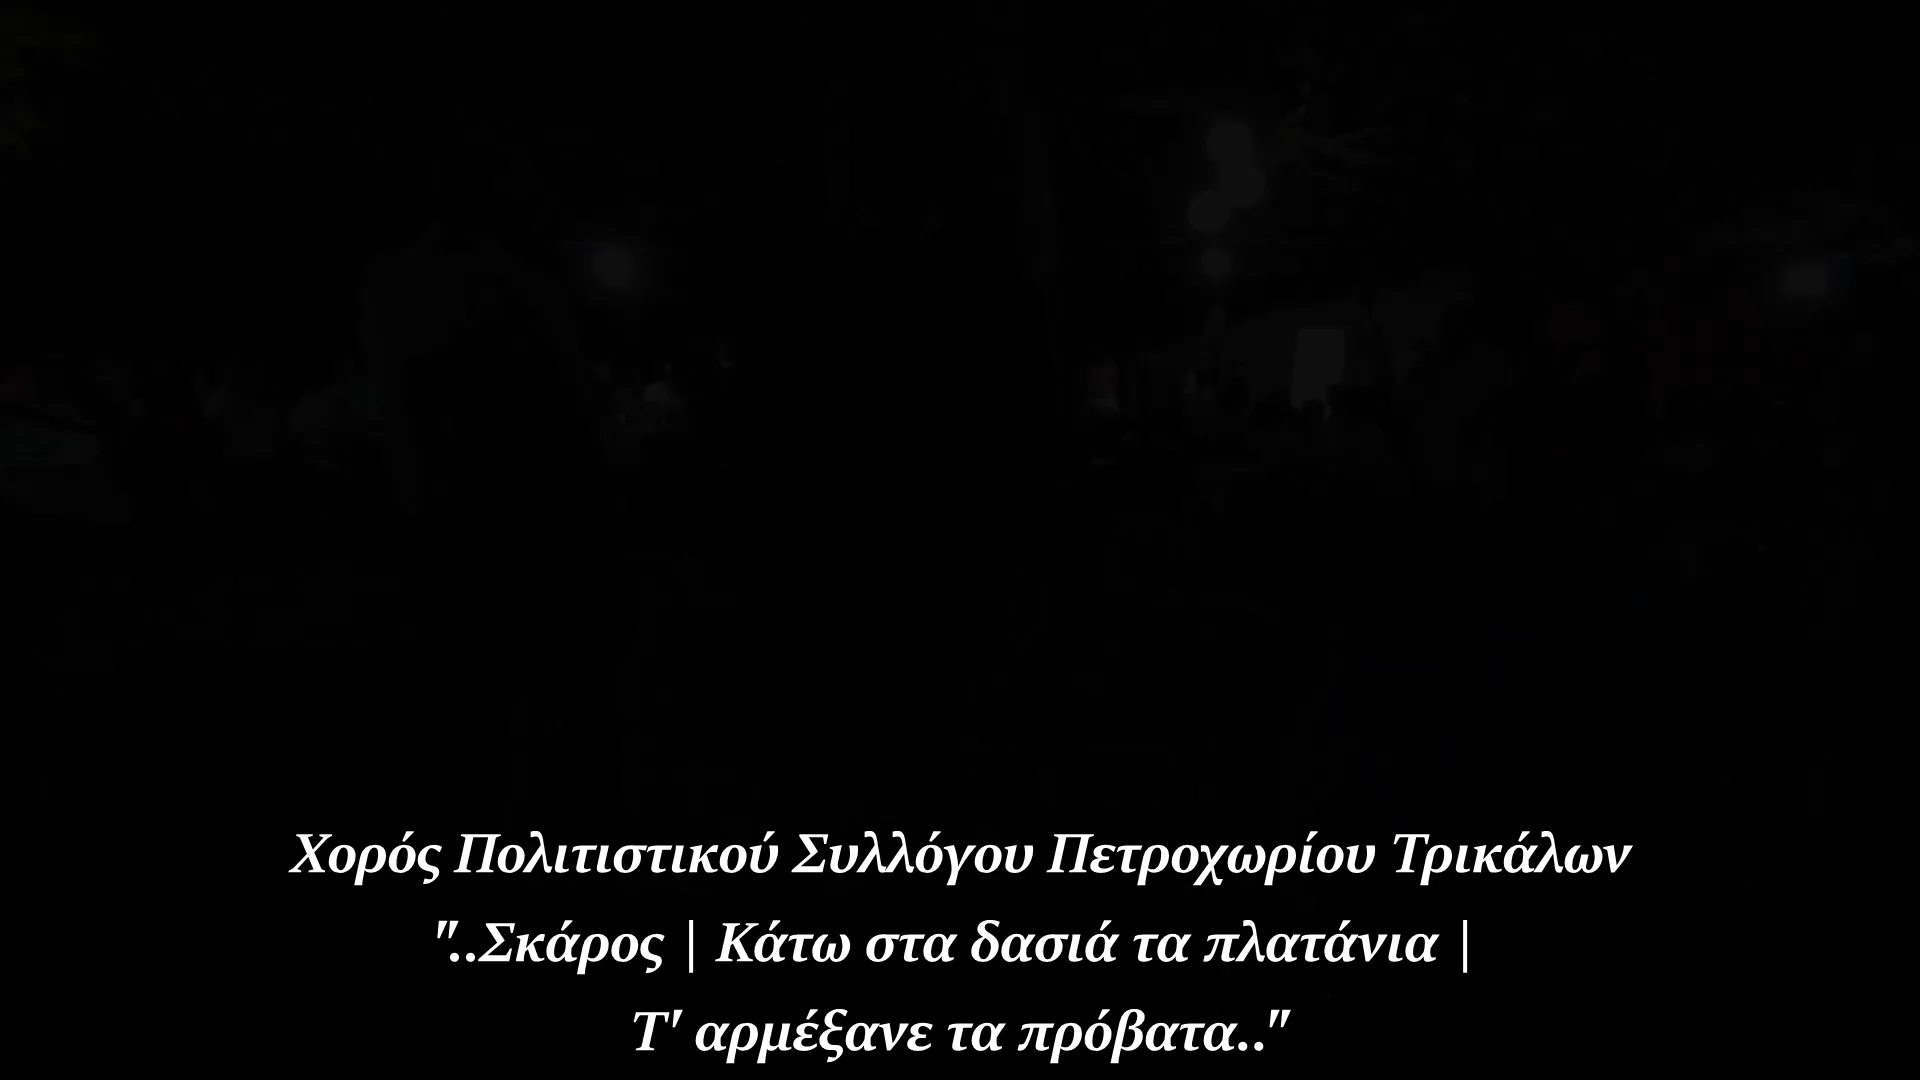 Χορός Πολιτιστικού Συλλόγου Πετροχωρίου Τρικάλων
"..Σκάρος | Κάτω στα δασιά τα πλατάνια |
Τ' αρμέξανε τα πρόβατα.."